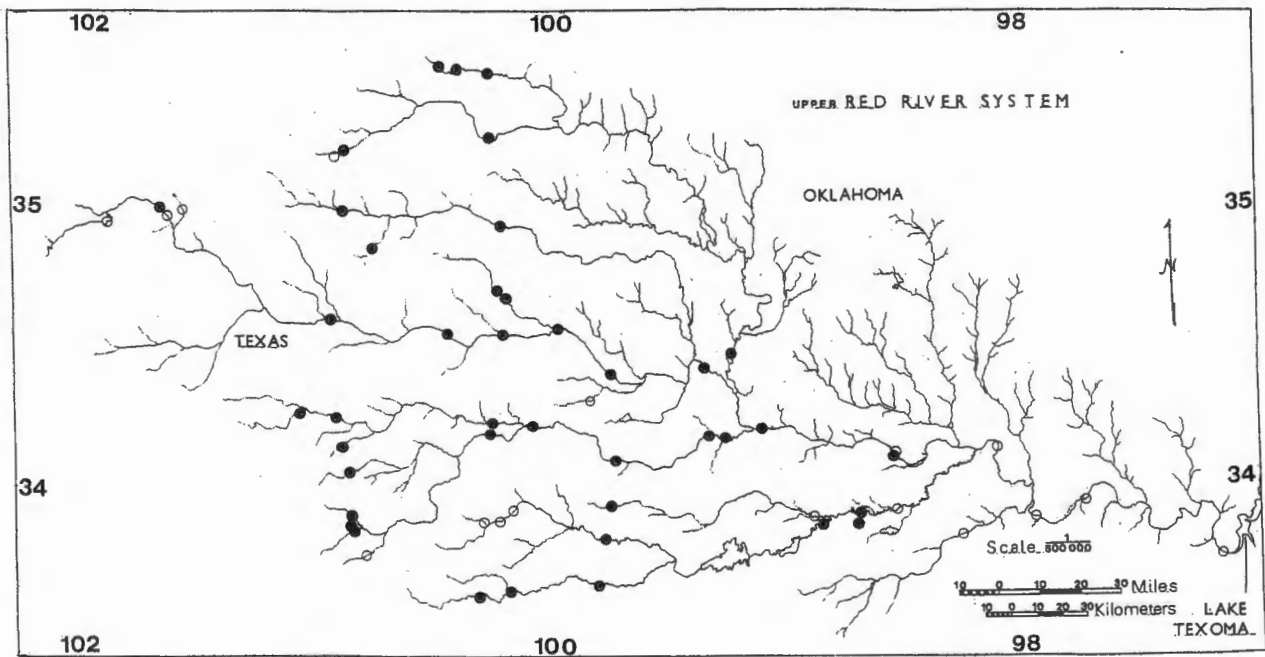 102 100 98
UPPER RED RIVER SYSTEM
OKLAHOMA
35 35
N
TEXAS
34 34
Scale 1/500000
10 0 10 20 30 Miles
10 0 10 20 30 Kilometers
LAKE
TEXOMA
102 100 98